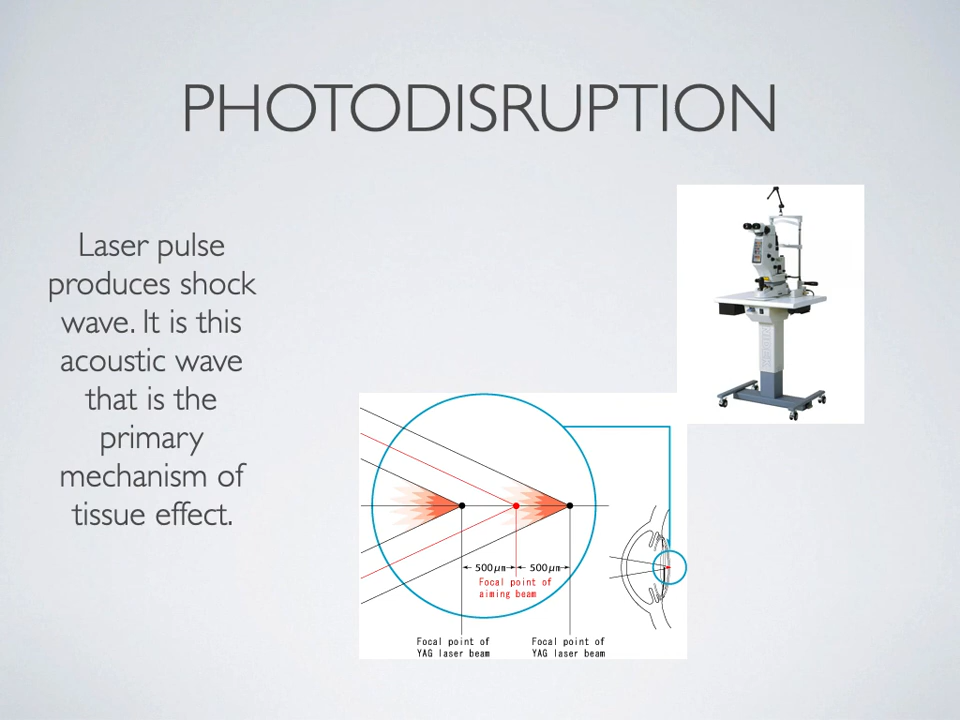 PHOTODISRUPTION
Laser pulse
produces shock
wave. It is this
acoustic wave
that is the
primary
mechanism of
tissue effect.
500μm 500μm
Focal point of
aiming beam
Focal point of
YAG laser beam
Focal point of
YAG laser beam